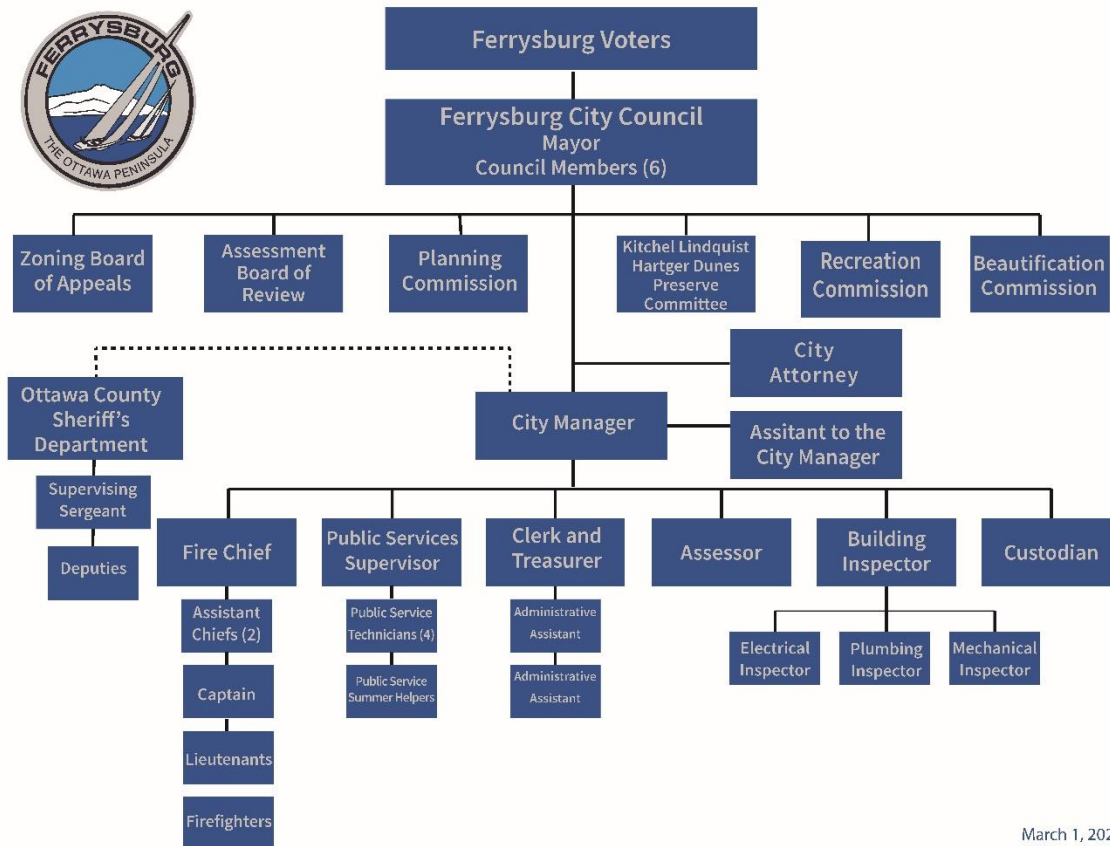 FERRYSBURG
THE OTTAWA PENINSULA
Ferrysburg Voters
Ferrysburg City Council
Mayor
Council Members (6)
Zoning Board
of Appeals
Assessment
Board of
Review
Planning
Commission
Kitchel Lindquist
Hartger Dunes
Preserve
Committee
Recreation
Commission
Beautification
Commission
City
Attorney
Ottawa County
Sheriff's
Department
City Manager
Assitant to the
City Manager
Supervising
Sergeant
Deputies
Fire Chief
Public Services
Supervisor
Clerk and
Treasurer
Assessor
Building
Inspector
Custodian
Assistant
Chiefs (2)
Public Service
Technicians (4)
Administrative
Assistant
Electrical
Inspector
Plumbing
Inspector
Mechanical
Inspector
Captain
Public Service
Summer Helpers
Administrative
Assistant
Lieutenants
Firefighters
March 1, 202